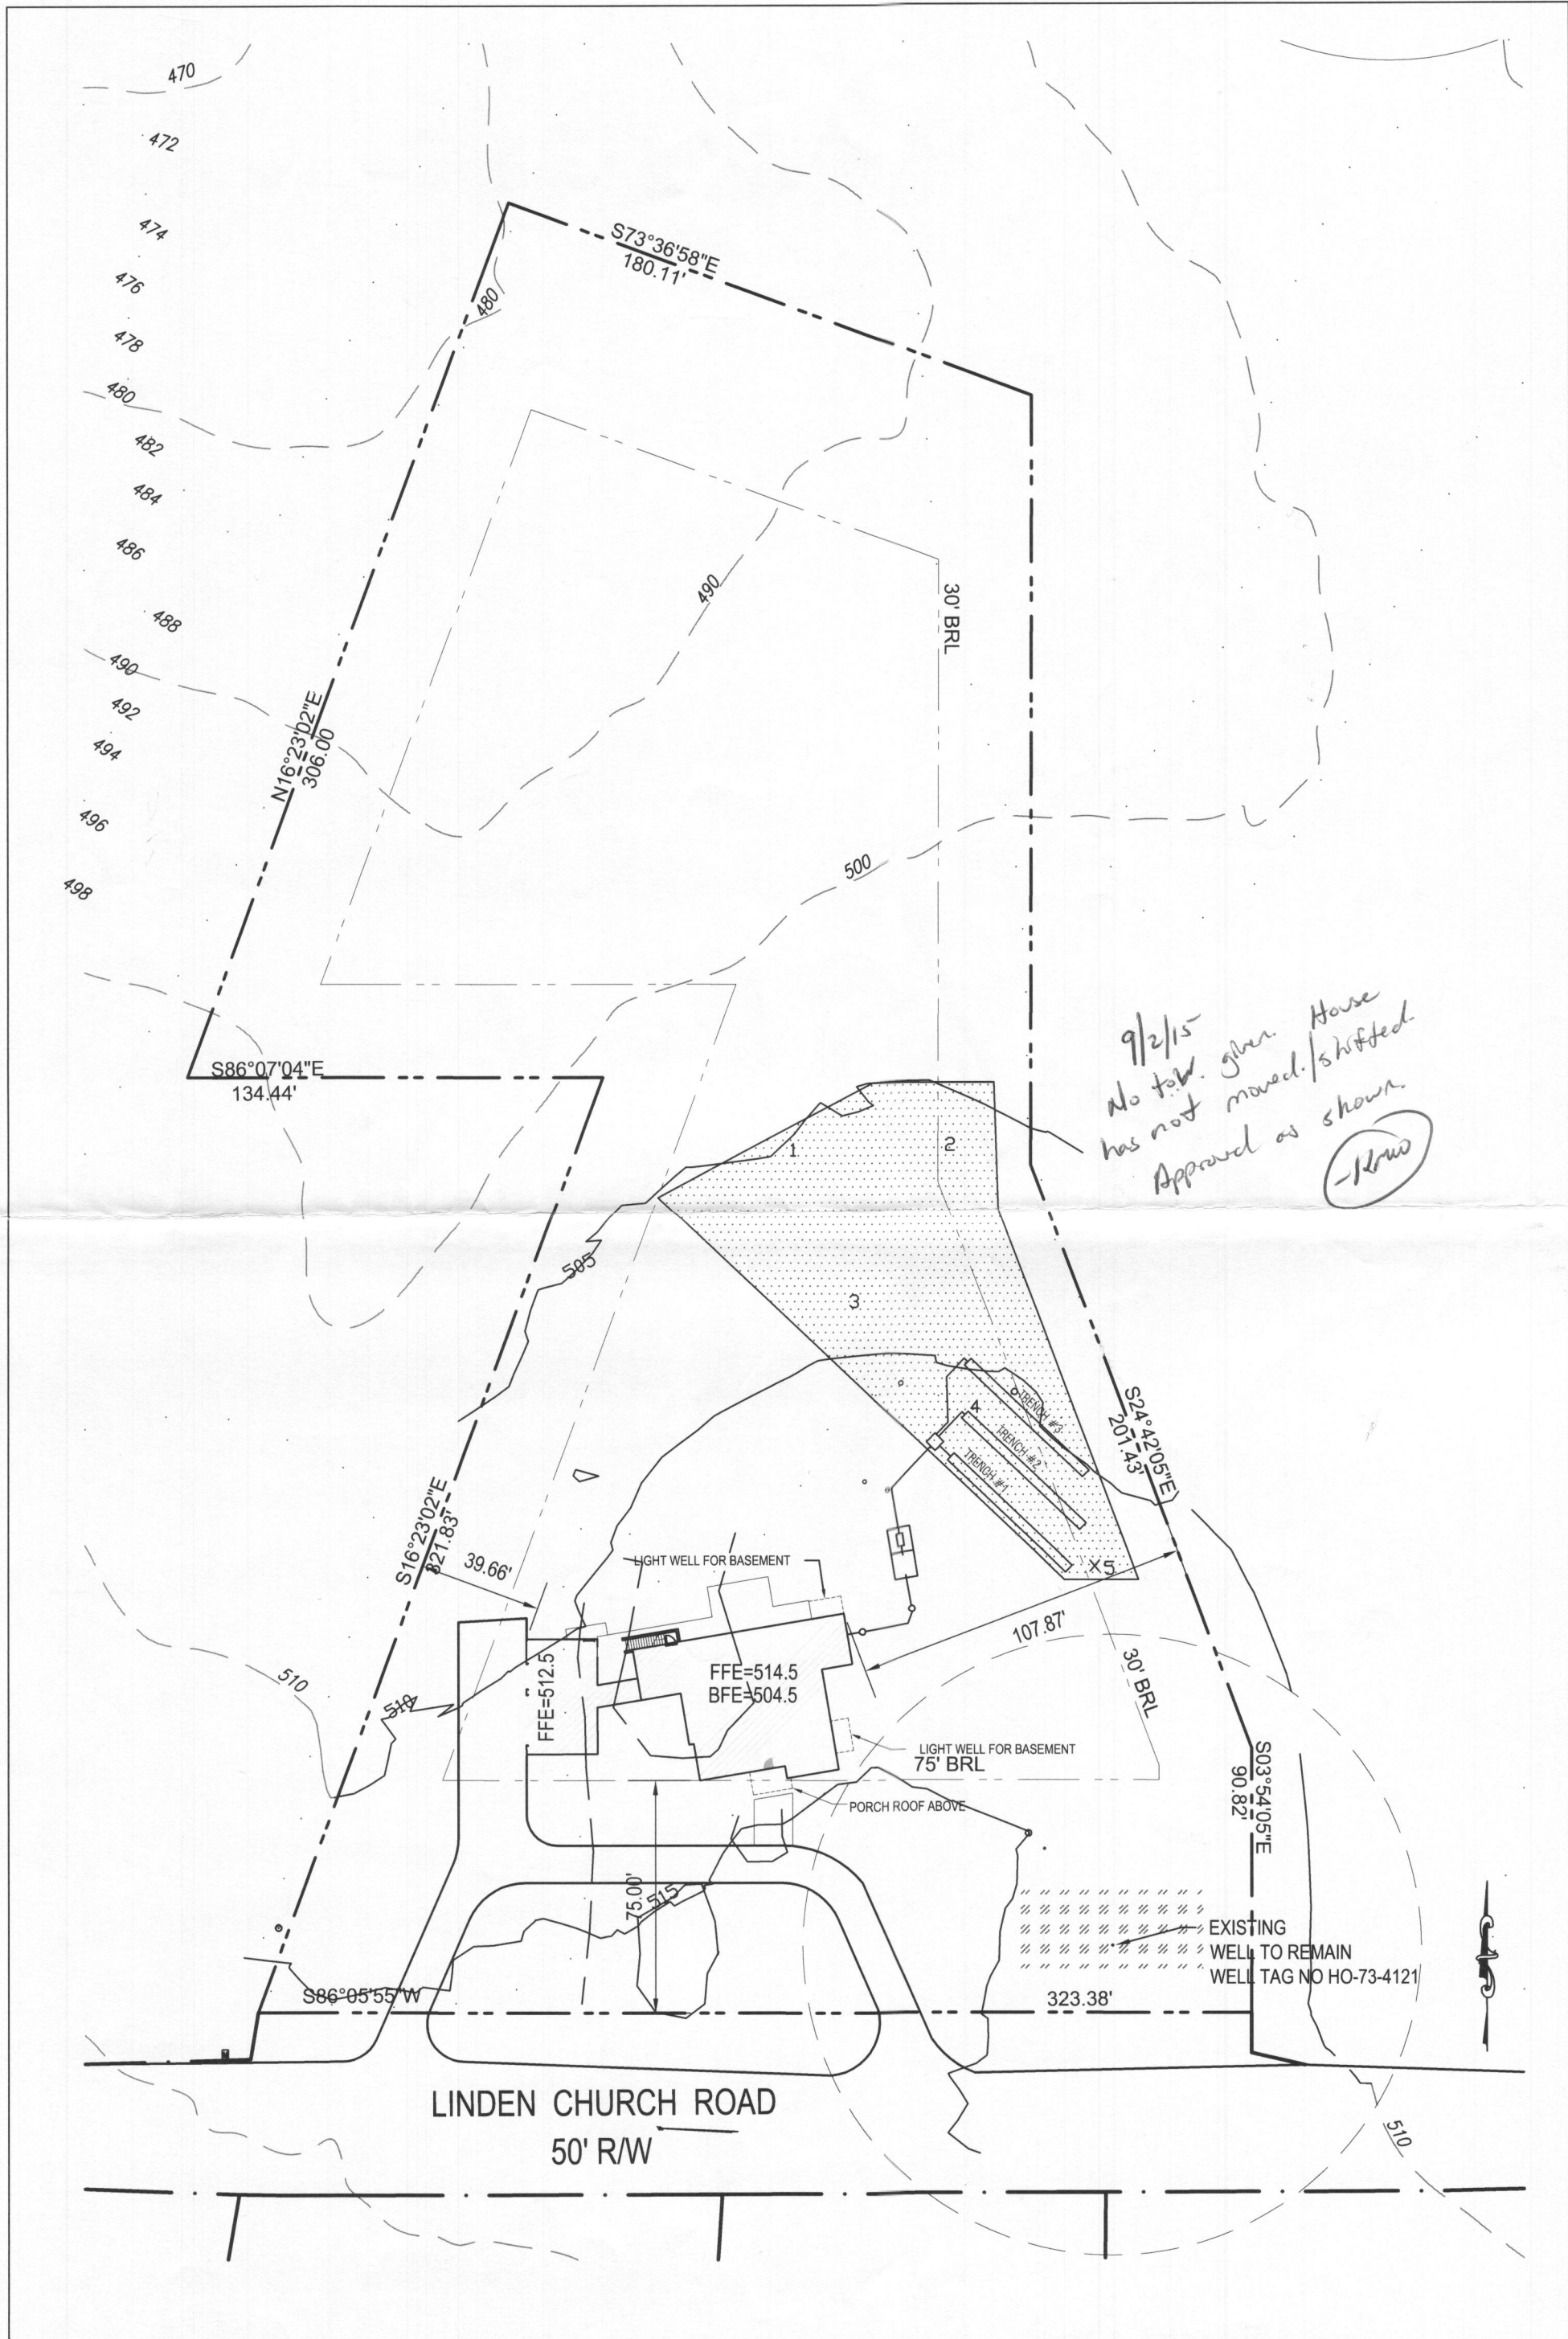 470
472
474
476
478
480
482
484
486
488
490
492
494
496
498
480
S73°36'58"E
180.11'
490
30' BRL
N16°23'02"E
306.00
500
S86°07'04"E
134.44'
9/2/15
No given. House
has not moved./shifted.
Approved as shown.
1
2
3
4
X5
505
TRENCH #3
TRENCH #2
TRENCH #1
S24°42'05"E
201.43'
S16°23'02"E
321.83'
39.66'
LIGHT WELL FOR BASEMENT
107.87'
FFE=512.5
FFE=514.5
BFE=504.5
30' BRL
510
510
LIGHT WELL FOR BASEMENT
75' BRL
PORCH ROOF ABOVE
S03°54'05"E
90.82'
75.00'
515
EXISTING
WELL TO REMAIN
WELL TAG NO HO-73-4121
S86°05'55"W
323.38'
LINDEN CHURCH ROAD
50' R/W
510